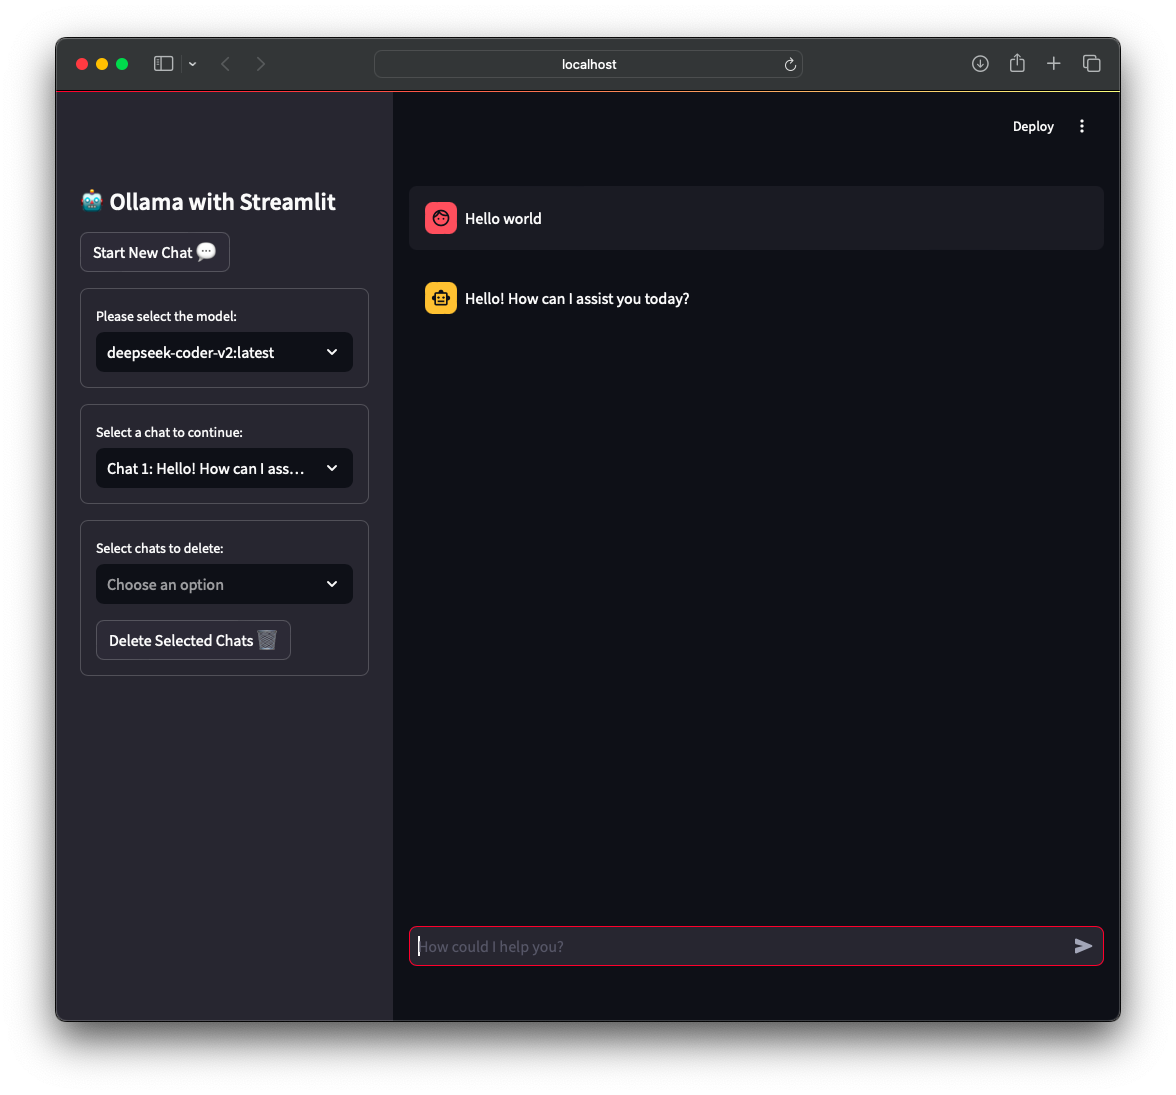 localhost
Deploy
Ollama with Streamlit
Start New Chat
Please select the model:
deepseek-coder-v2:latest
Select a chat to continue:
Chat 1: Hello! How can I ass...
Select chats to delete:
Choose an option
Delete Selected Chats
Hello world
Hello! How can I assist you today?
How could I help you?